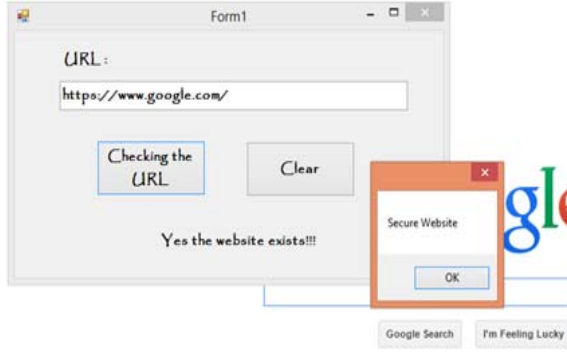 Form1
URL :
https://www.google.com/
Checking the
URL
Clear
Yes the website exists!!!
Secure Website
OK
gl
Google Search
I'm Feeling Lucky